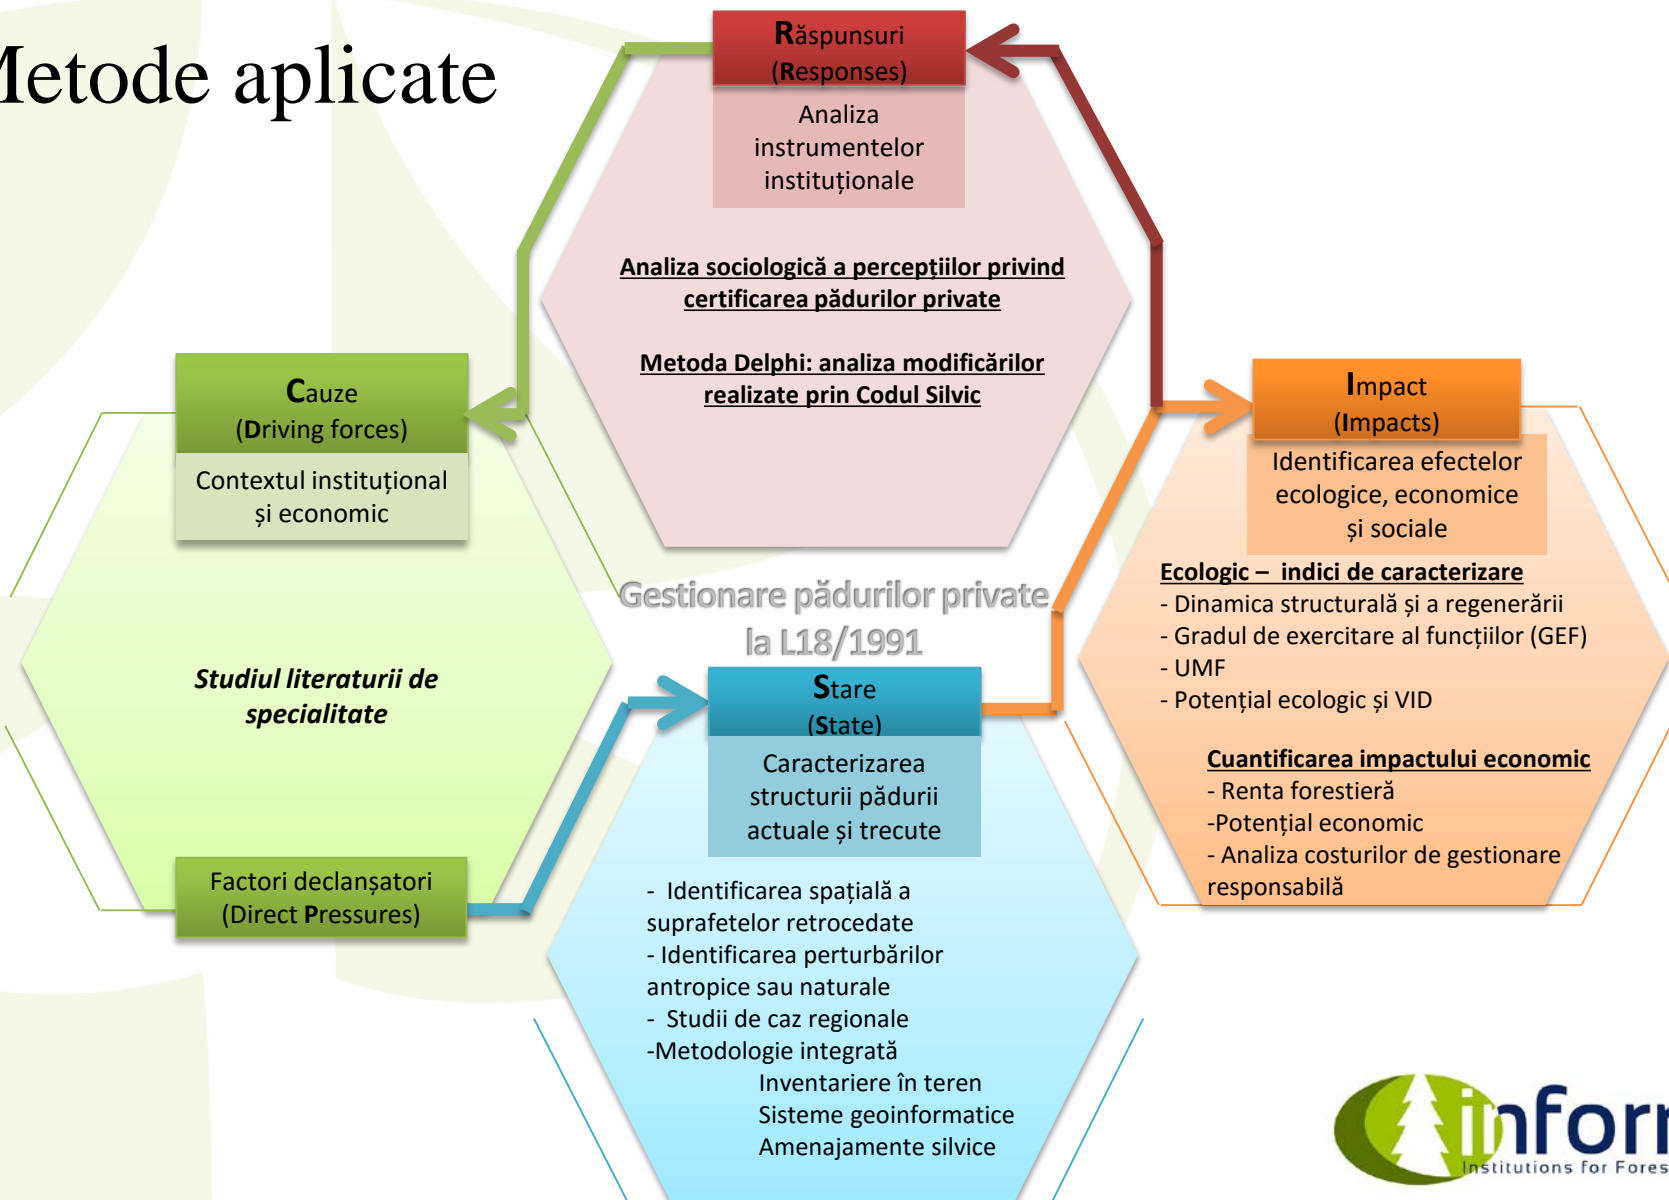 Metode aplicate
Răspunsuri
(Responses)
Analiza
instrumentelor
instituționale
Analiza sociologică a percepțiilor privind
certificarea pădurilor private
Metoda Delphi: analiza modificărilor
realizate prin Codul Silvic
Cauze
(Driving forces)
Contextul instituțional
și economic
Studiul literaturii de
specialitate
Factori declanșatori
(Direct Pressures)
Gestionare pădurilor private
la L18/1991
Stare
(State)
Caracterizarea
structurii pădurii
actuale și trecute
- Identificarea spațială a
suprafetelor retrocedate
- Identificarea perturbărilor
antropice sau naturale
- Studii de caz regionale
-Metodologie integrată
Inventariere în teren
Sisteme geoinformatice
Amenajamente silvice
Impact
(Impacts)
Identificarea efectelor
ecologice, economice
și sociale
Ecologic – indici de caracterizare
- Dinamica structurală și a regenerării
- Gradul de exercitare al funcțiilor (GEF)
- UMF
- Potențial ecologic și VID
Cuantificarea impactului economic
- Renta forestieră
-Potențial economic
- Analiza costurilor de gestionare
responsabilă
inforr
Institutions for Fores